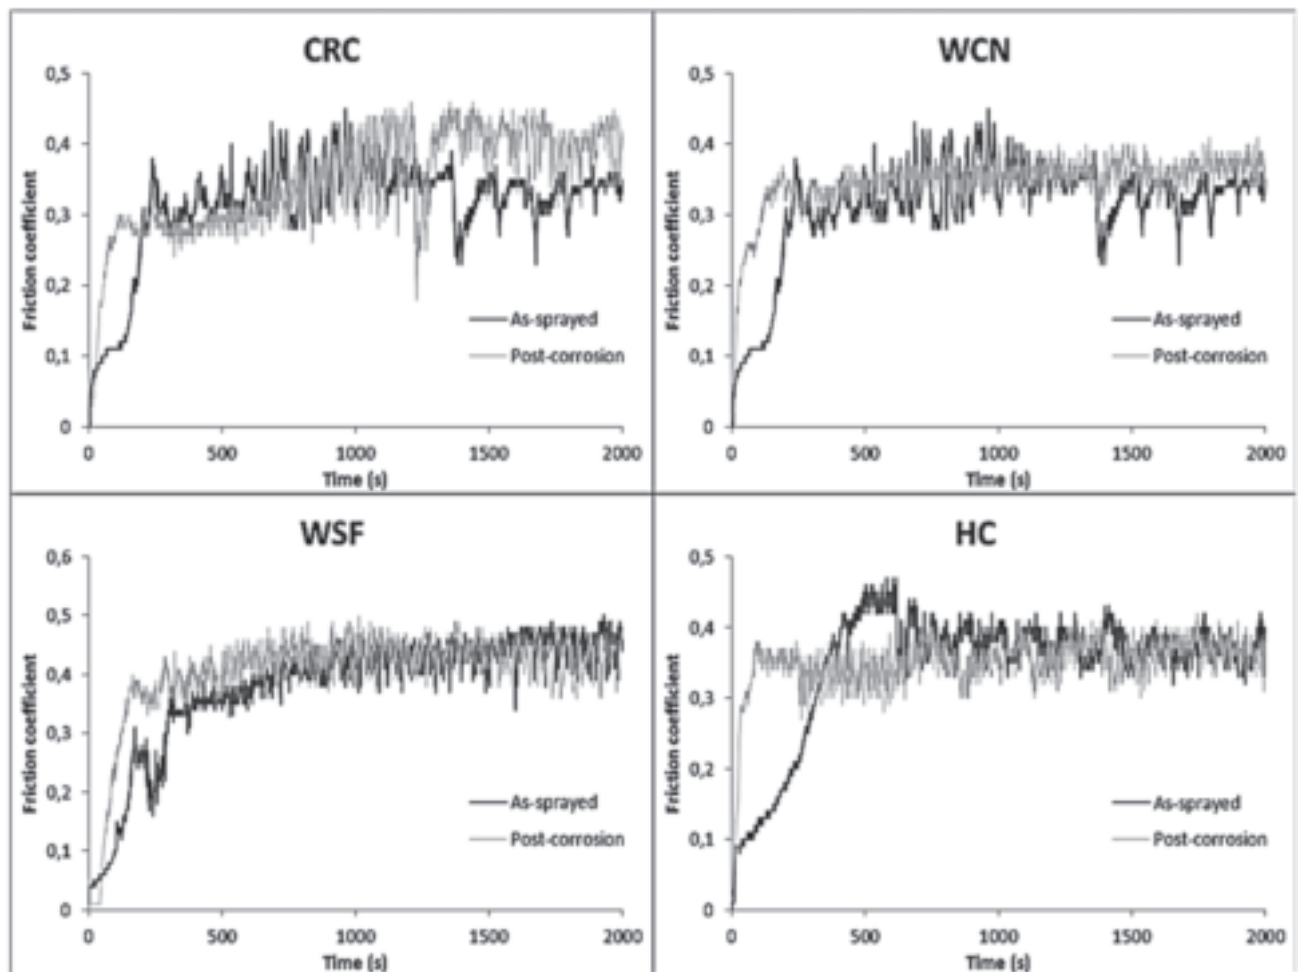 CRC
0,5
0,4
0,3
0,2
0,1
0
Friction coefficient
As-sprayed
Post-corrosion
0 500 1000 1500 2000
Time (s)
WCN
0,5
0,4
0,3
0,2
0,1
0
Friction coefficient
As-sprayed
Post-corrosion
0 500 1000 1500 2000
Time (s)
WSF
0,6
0,5
0,4
0,3
0,2
0,1
0
Friction coefficient
As-sprayed
Post-corrosion
0 500 1000 1500 2000
Time (s)
HC
0,5
0,4
0,3
0,2
0,1
0
Friction coefficient
As-sprayed
Post-corrosion
0 500 1000 1500 2000
Time (s)